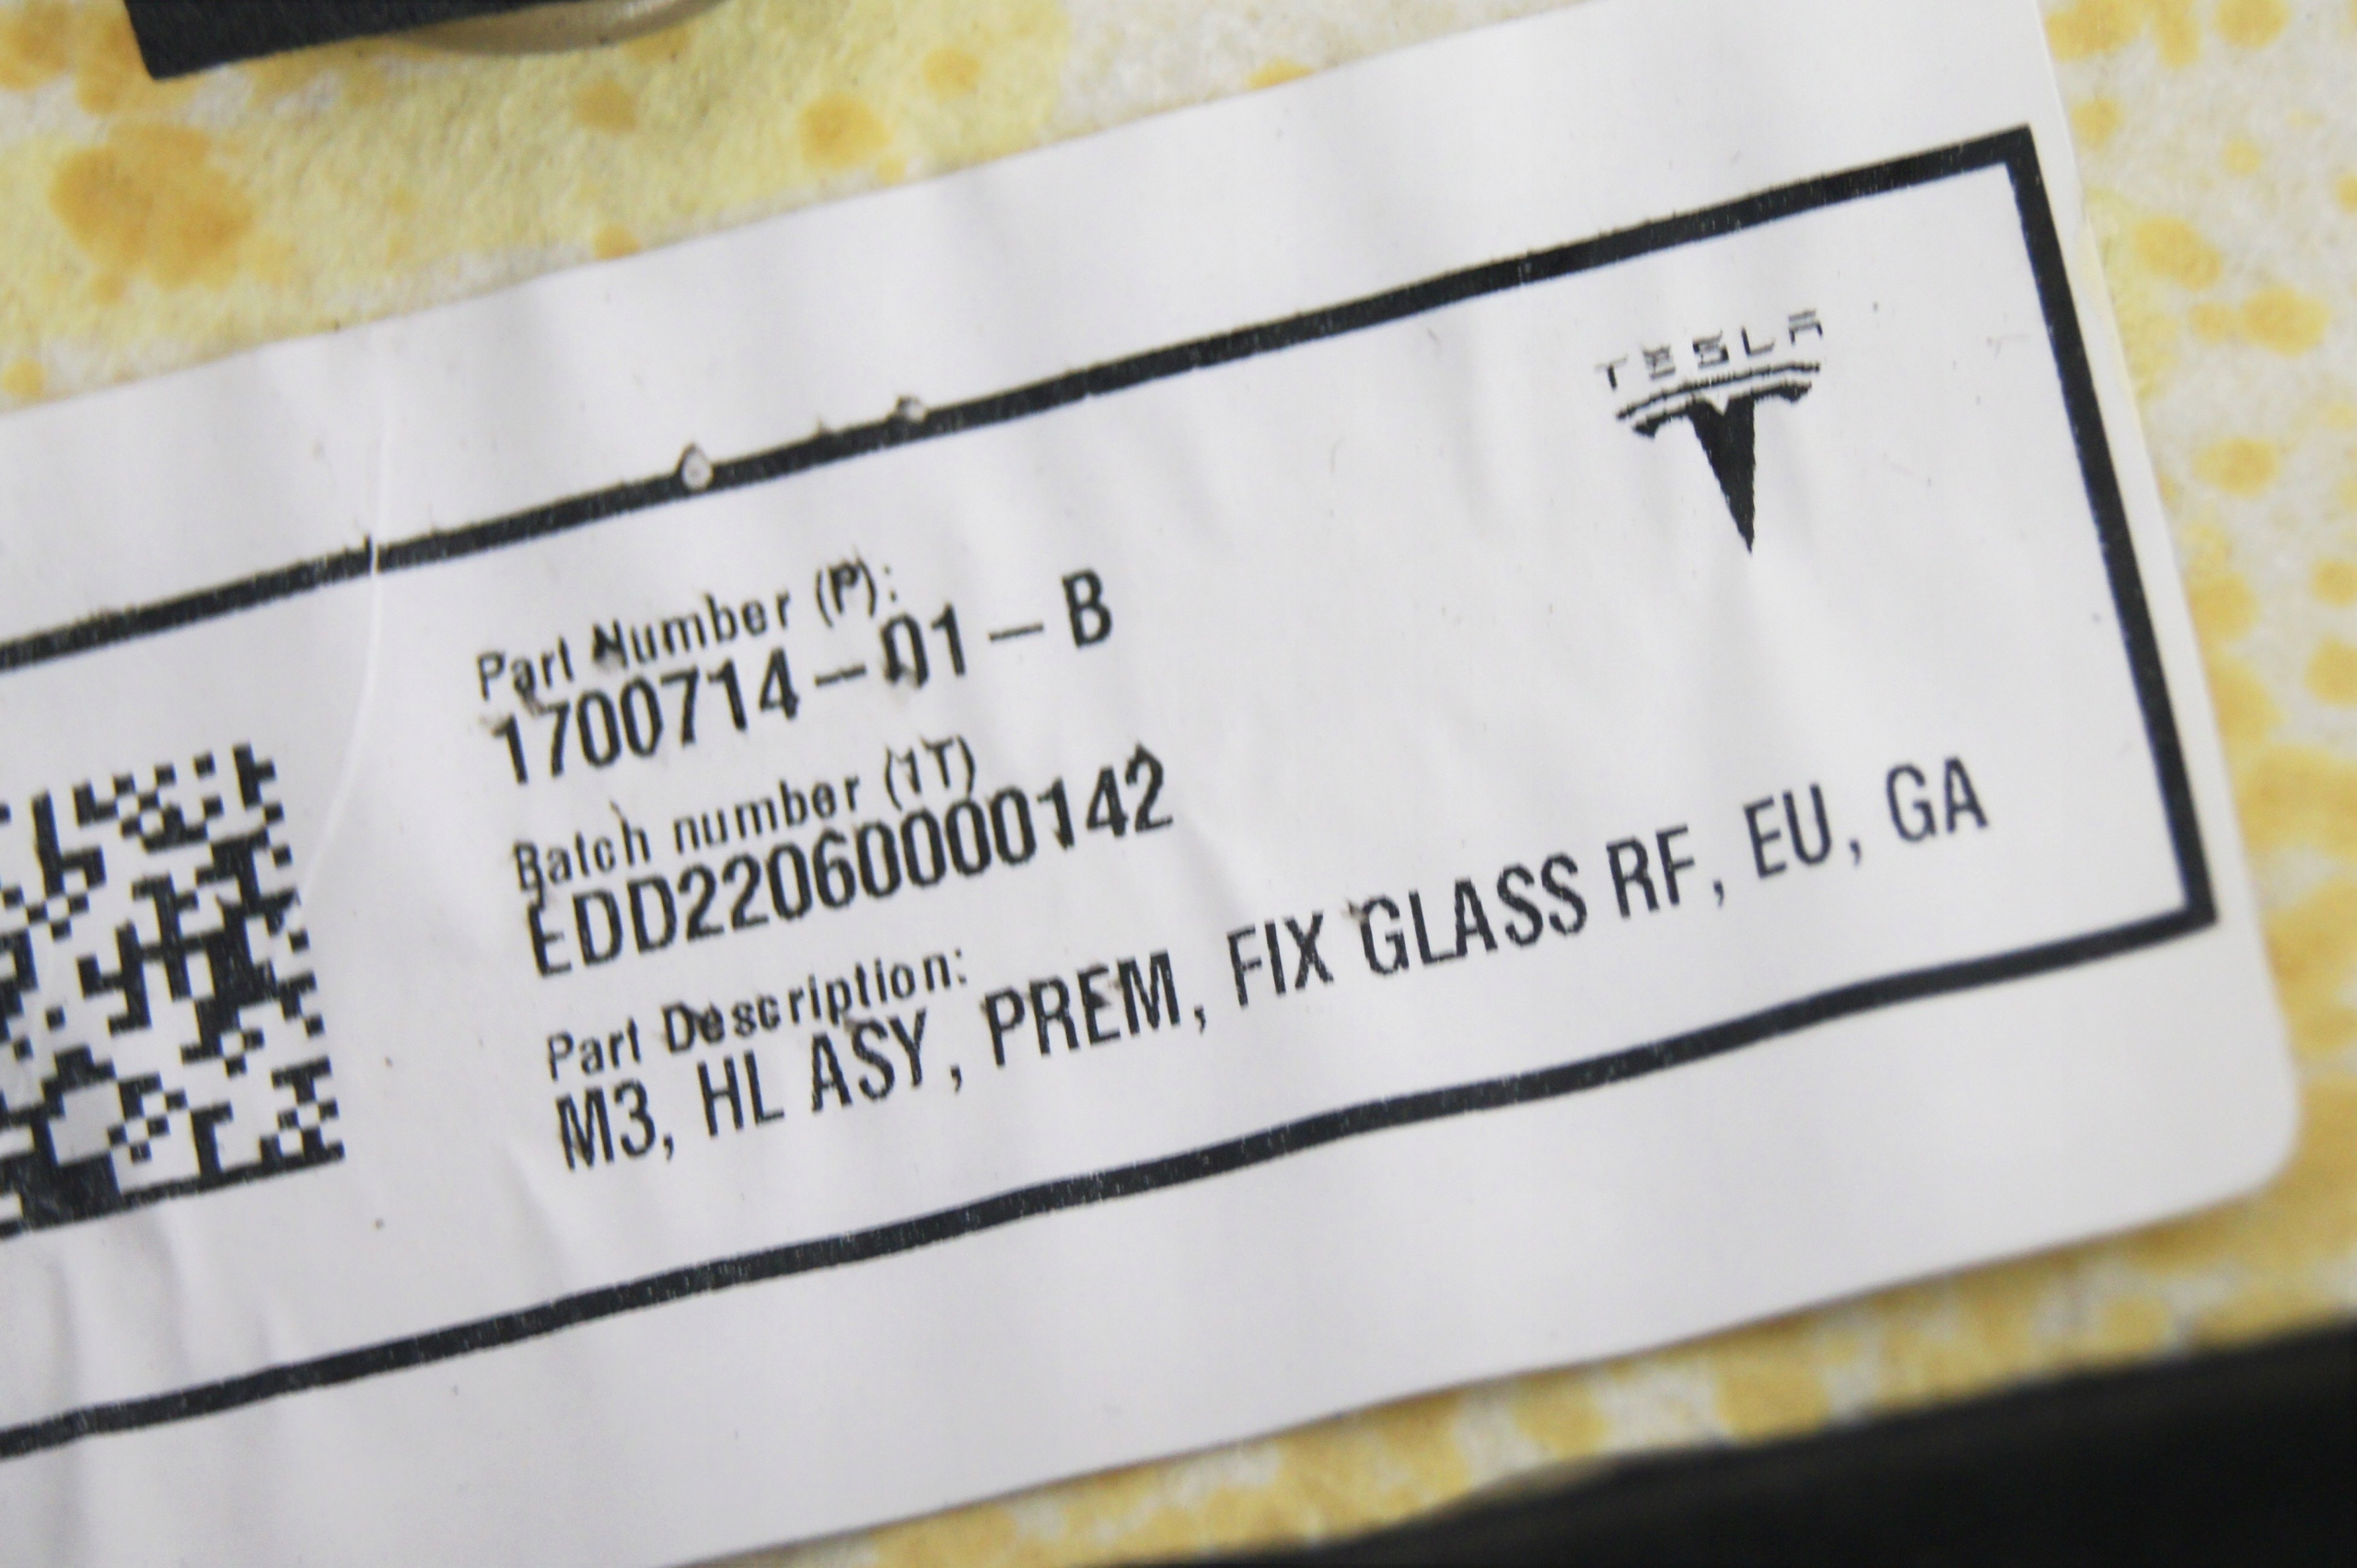 TESLA
Part Number (P):
1700714-01-B
Batch number (1T)
EDD22060000142
Part Description:
M3, HL ASY, PREM, FIX GLASS RF, EU, GA